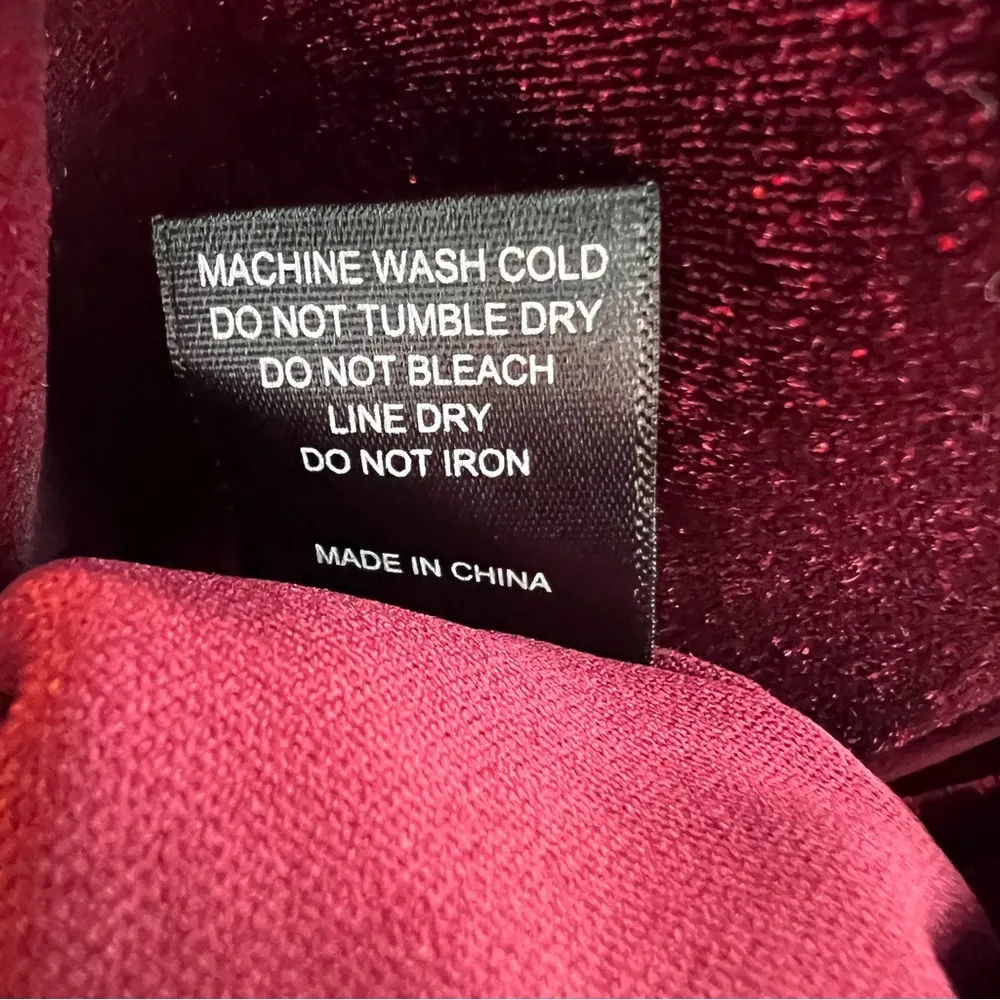 MACHINE WASH COLD
DO NOT TUMBLE DRY
DO NOT BLEACH
LINE DRY
DO NOT IRON
MADE IN CHINA